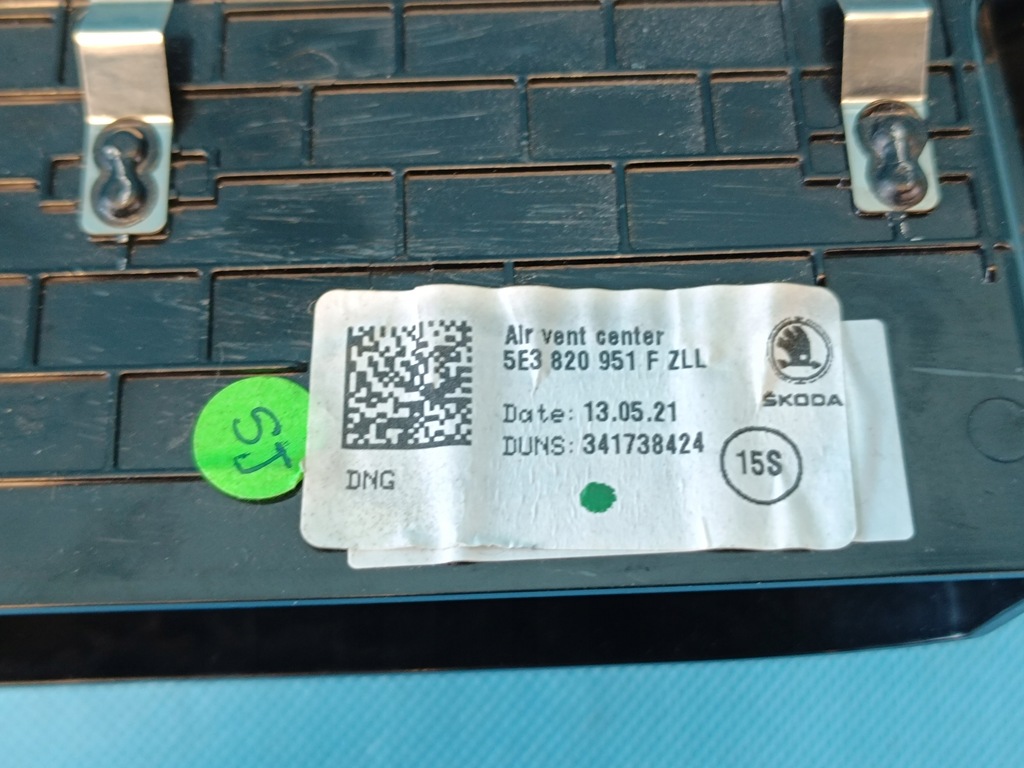 Air vent center
5E3 820 951 F ZLL
ŠKODA
Date: 13.05.21
DUNS: 341738424
15S
DNG
SJ